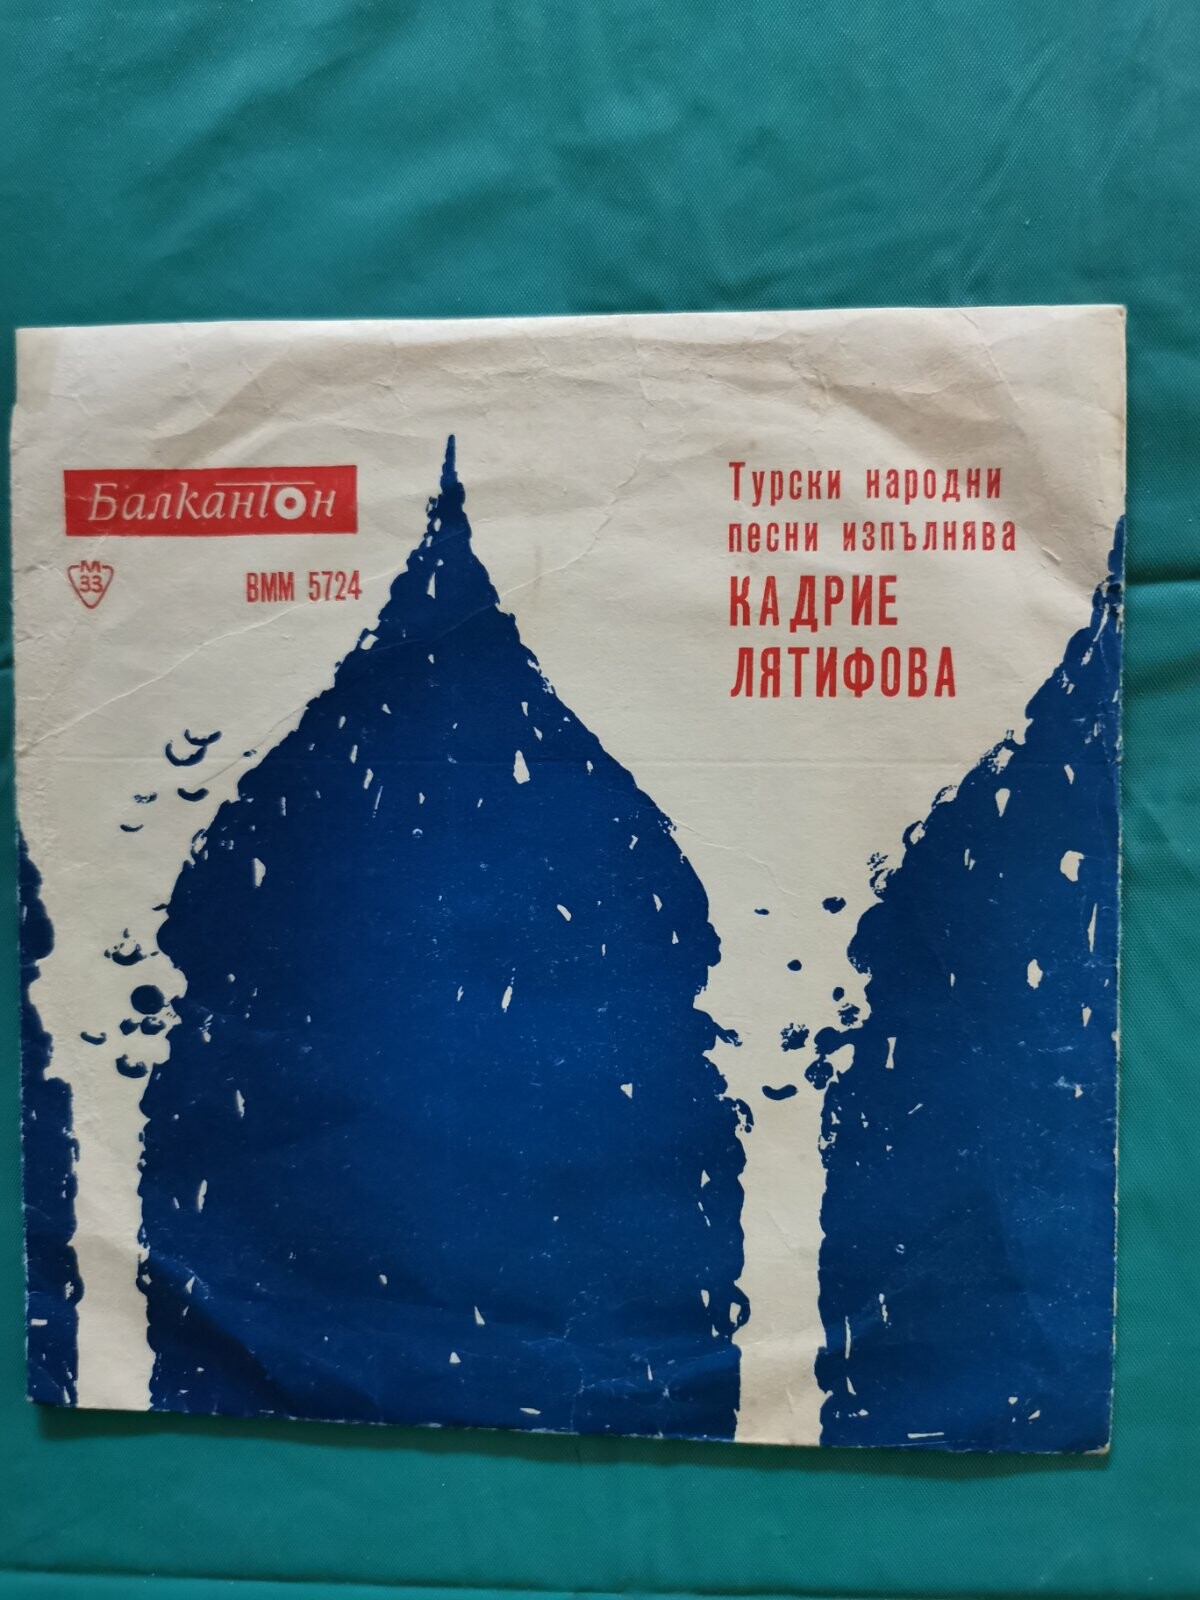 Балкантон
М
33
ВММ 5724
Турски народни
песни изпълнява
КАДРИЕ
ЛЯТИФОВА